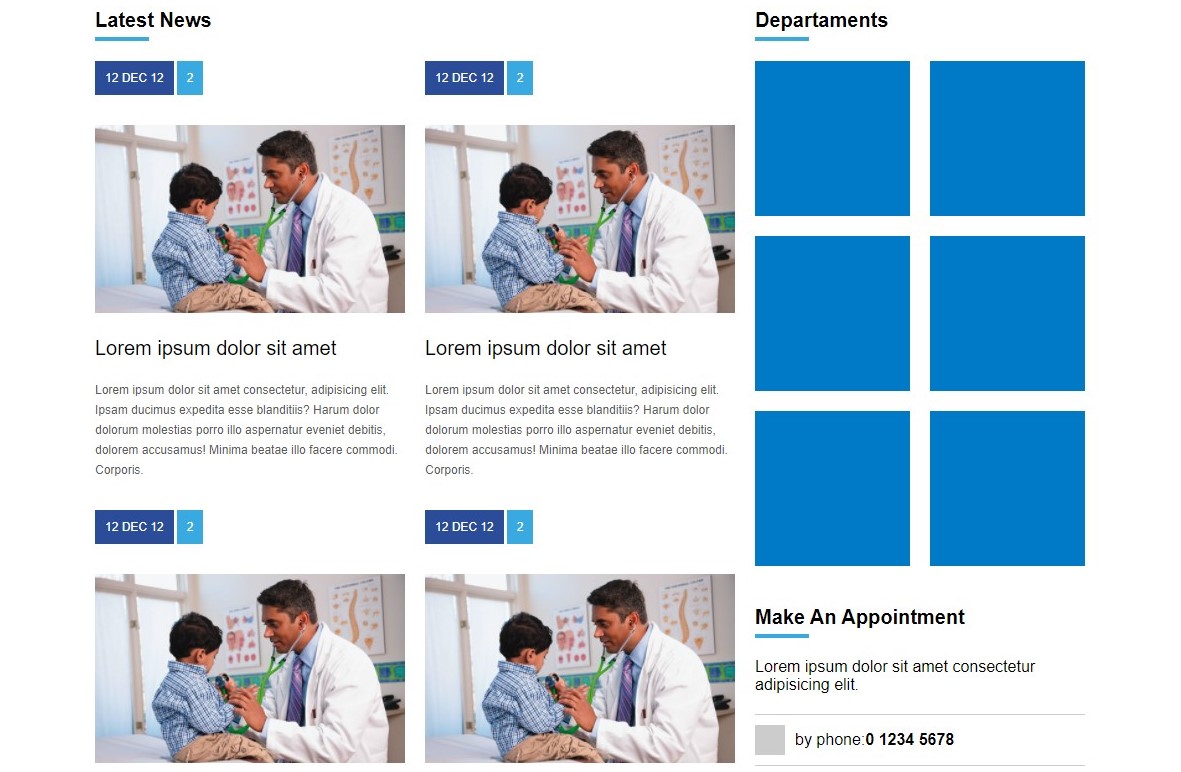 Latest News
12 DEC 12 2
12 DEC 12 2
Lorem ipsum dolor sit amet
Lorem ipsum dolor sit amet consectetur, adipisicing elit.
Ipsam ducimus expedita esse blanditiis? Harum dolor
dolorum molestias porro illo aspernatur eveniet debitis,
dolorem accusamus! Minima beatae illo facere commodi.
Corporis.
Lorem ipsum dolor sit amet
Lorem ipsum dolor sit amet consectetur, adipisicing elit.
Ipsam ducimus expedita esse blanditiis? Harum dolor
dolorum molestias porro illo aspernatur eveniet debitis,
dolorem accusamus! Minima beatae illo facere commodi.
Corporis.
12 DEC 12 2
12 DEC 12 2
Departaments
Make An Appointment
Lorem ipsum dolor sit amet consectetur
adipisicing elit.
by phone:0 1234 5678